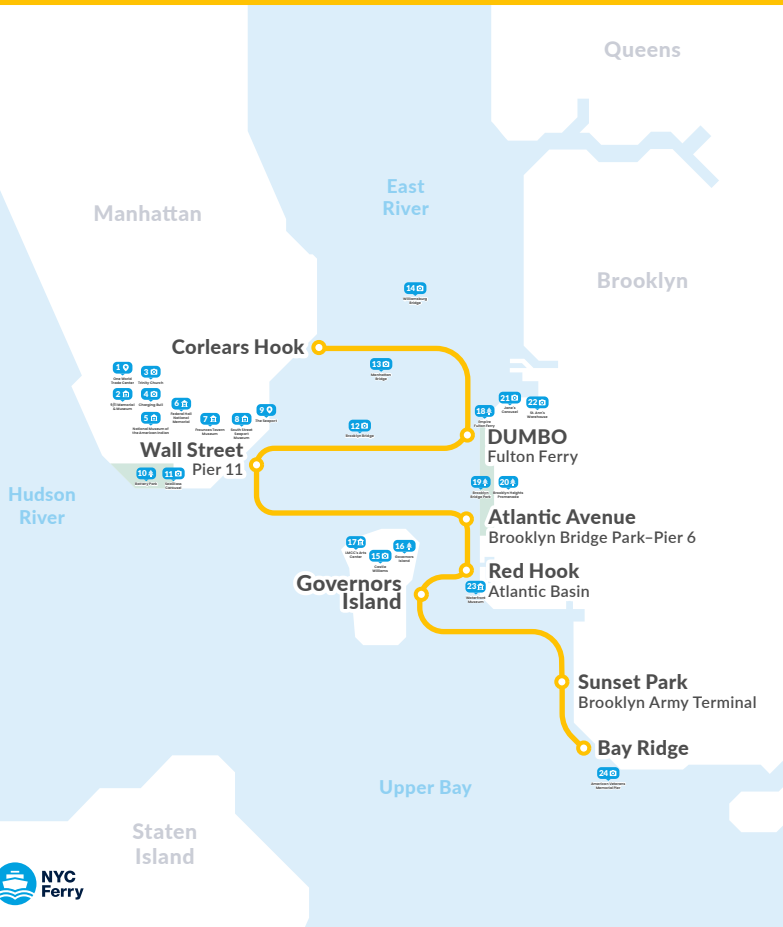 Queens
East
River
Manhattan
Brooklyn
14
Williamsburg
Bridge
Corlears Hook
13
Manhattan
Bridge
1
One World
Trade Center
3
Trinity Church
2
9/11 Memorial
& Museum
4
Charging Bull
6
Federal Hall
National
Memorial
5
National Museum of
the American Indian
7
Fraunces Tavern
Museum
8
South Street
Seaport
Museum
9
The Seaport
12
Brooklyn Bridge
18
Empire
Fulton Ferry
21
Jane's
Carousel
22
St. Ann's
Warehouse
DUMBO
Fulton Ferry
Wall Street
Pier 11
10
Battery Park
11
SeaGlass
Carousel
19
Brooklyn
Bridge Park
20
Brooklyn Heights
Promenade
Hudson
River
Atlantic Avenue
Brooklyn Bridge Park–Pier 6
17
LMCC's Arts
Center
15
Castle
Williams
16
Governors
Island
Red Hook
Atlantic Basin
23
Waterfront
Museum
Governors
Island
Sunset Park
Brooklyn Army Terminal
Bay Ridge
24
American Veterans
Memorial Pier
Upper Bay
Staten
Island
NYC
Ferry